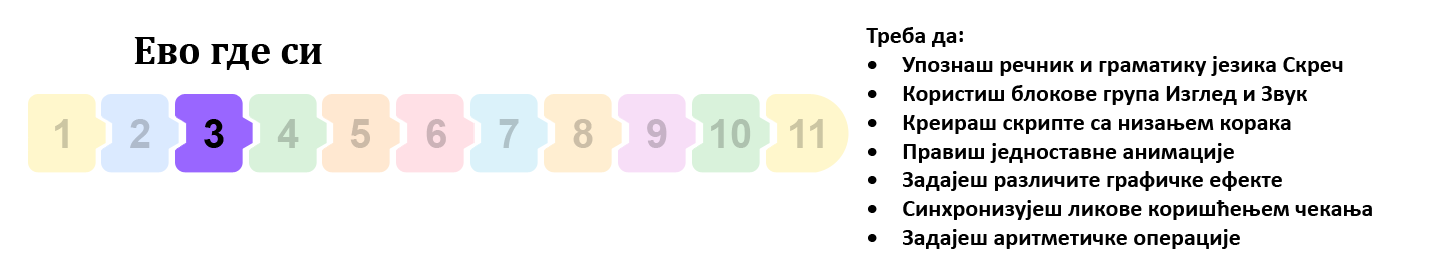 Ево где си
1 2 3 4 5 6 7 8 9 10 11
Треба да:
• Упознаш речник и граматику језика Скреч
• Користиш блокове група Изглед и Звук
• Креираш скрипте са низањем корака
• Правиш једноставне анимације
• Задајеш различите графичке ефекте
• Синхронизујеш ликове коришћењем чекања
• Задајеш аритметичке операције